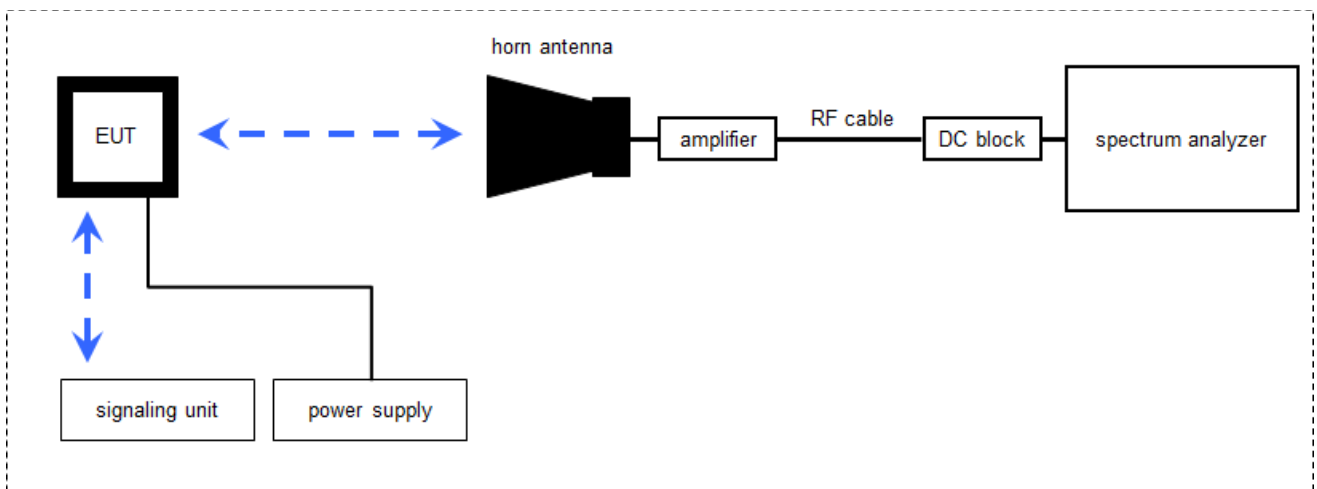 horn antenna
EUT
amplifier
RF cable
DC block
spectrum analyzer
signaling unit
power supply